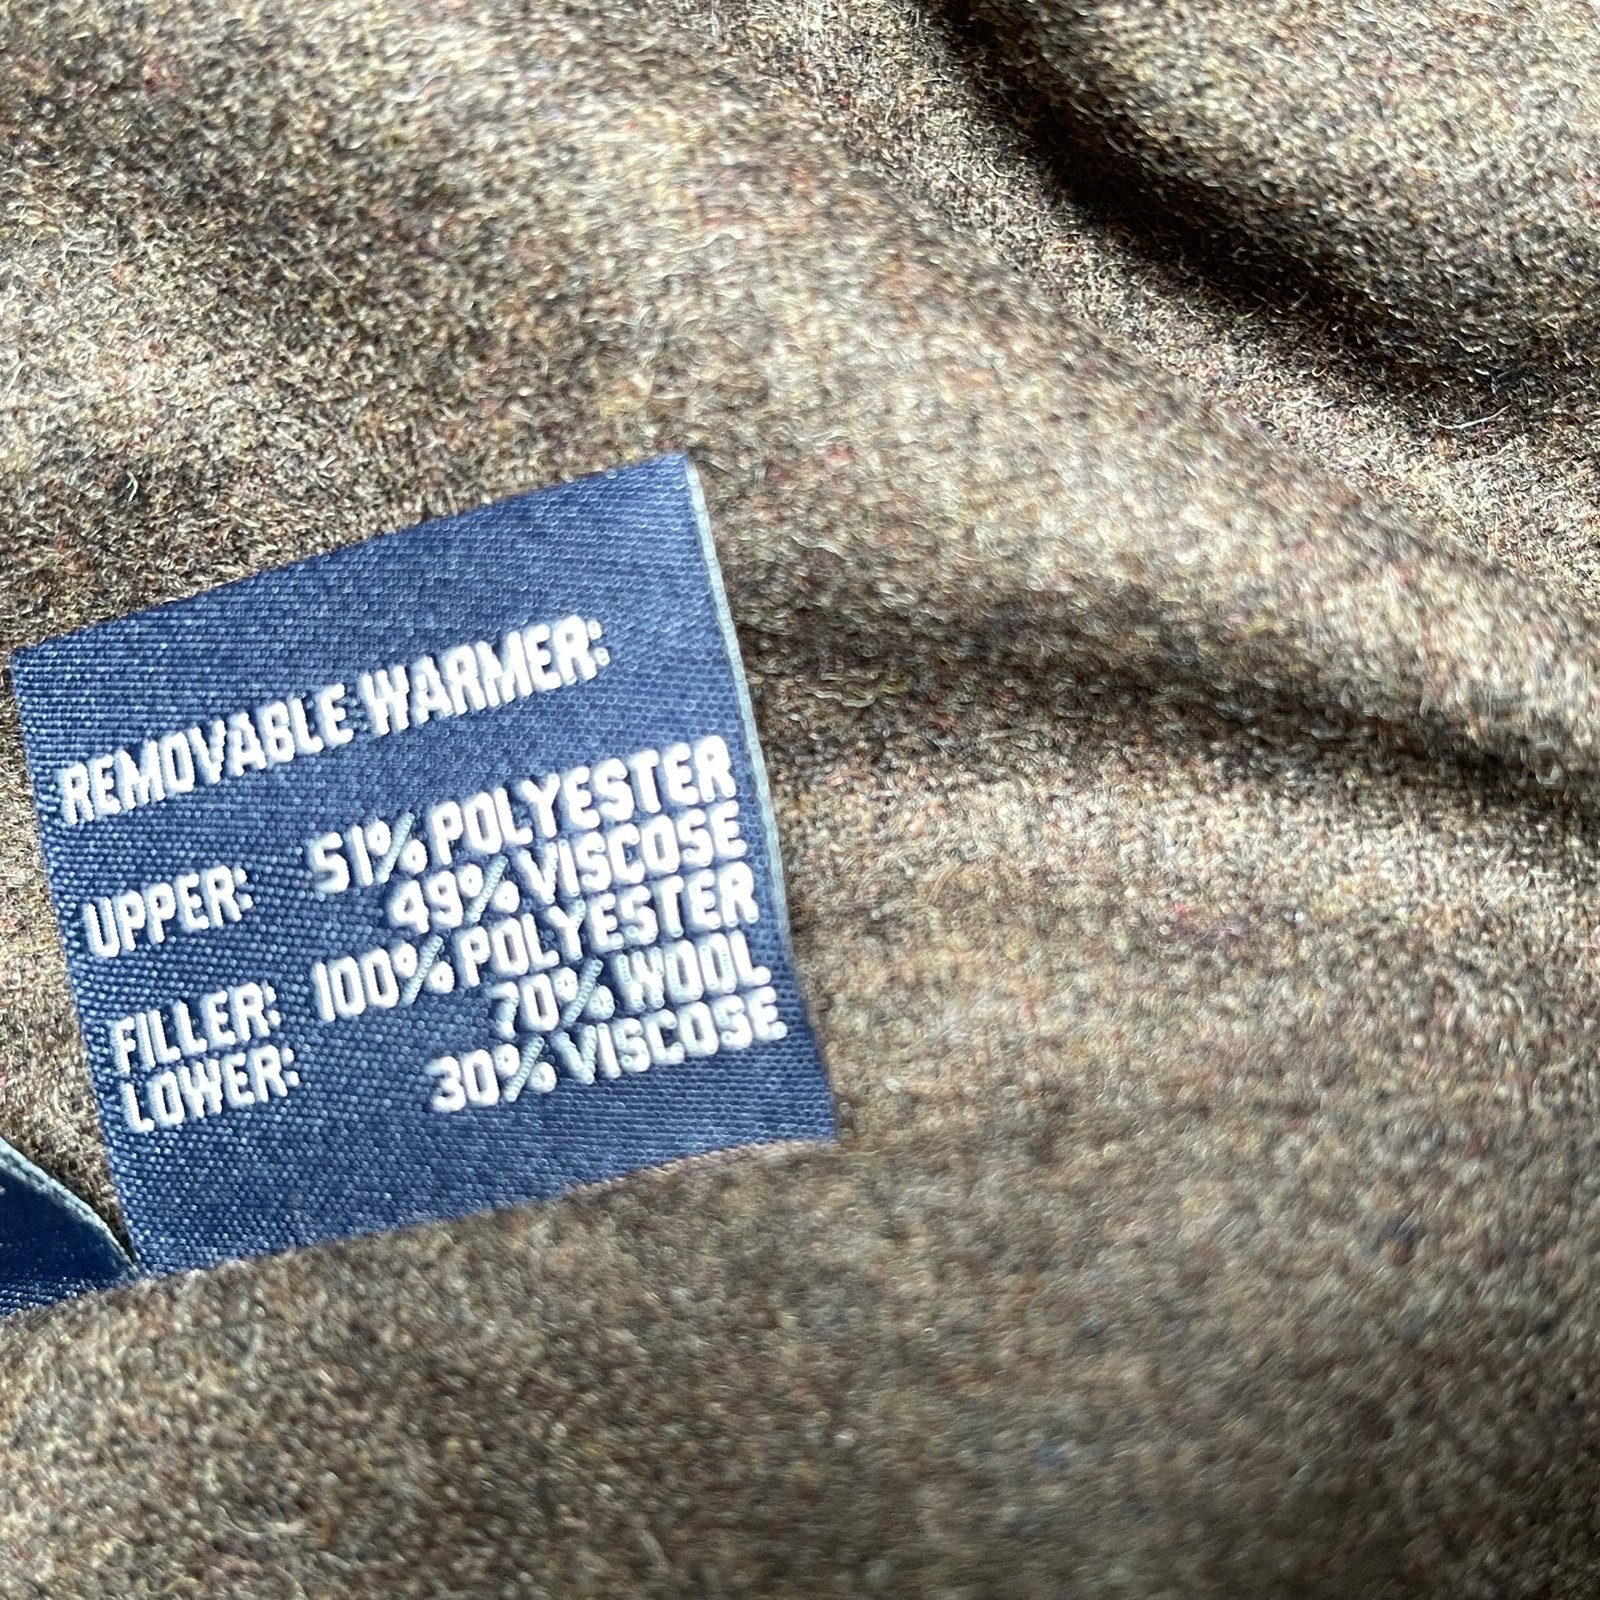 REMOVABLE WARMER:
UPPER: 51% POLYESTER
49% VISCOSE
FILLER: 100% POLYESTER
LOWER: 70% WOOL
30% VISCOSE